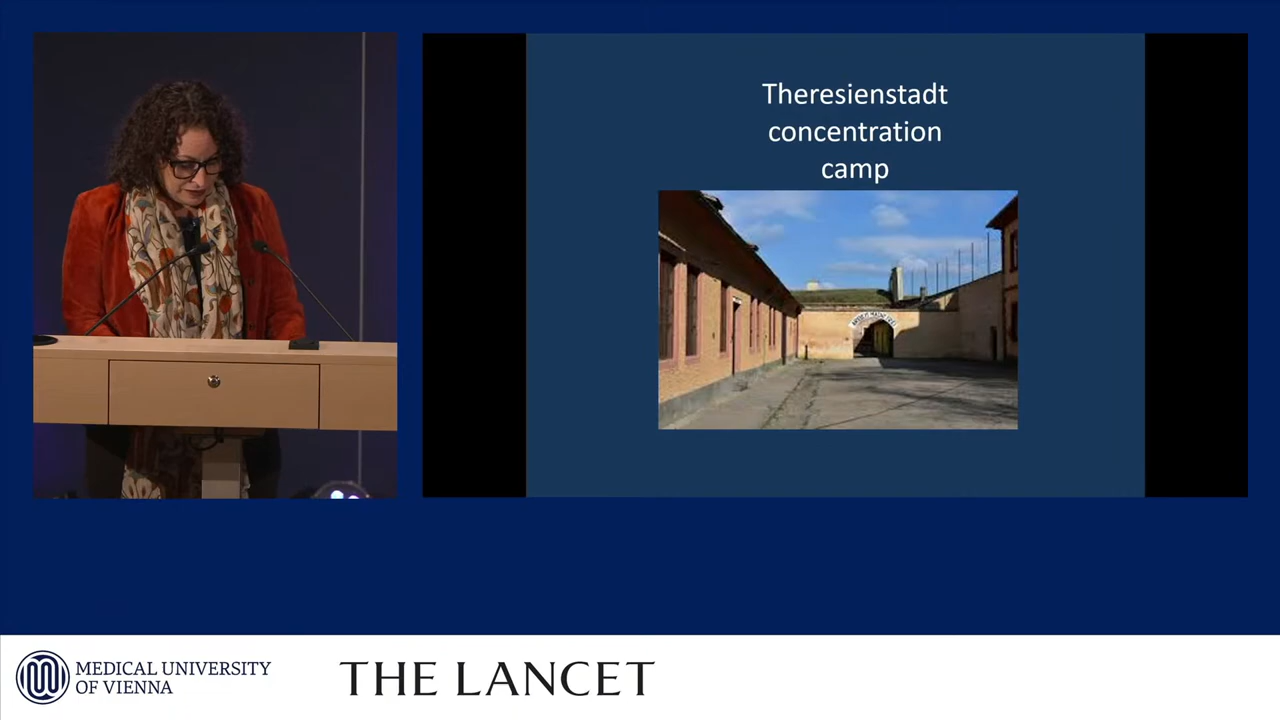 Theresienstadt
concentration
camp
MEDICAL UNIVERSITY
OF VIENNA
THE LANCET